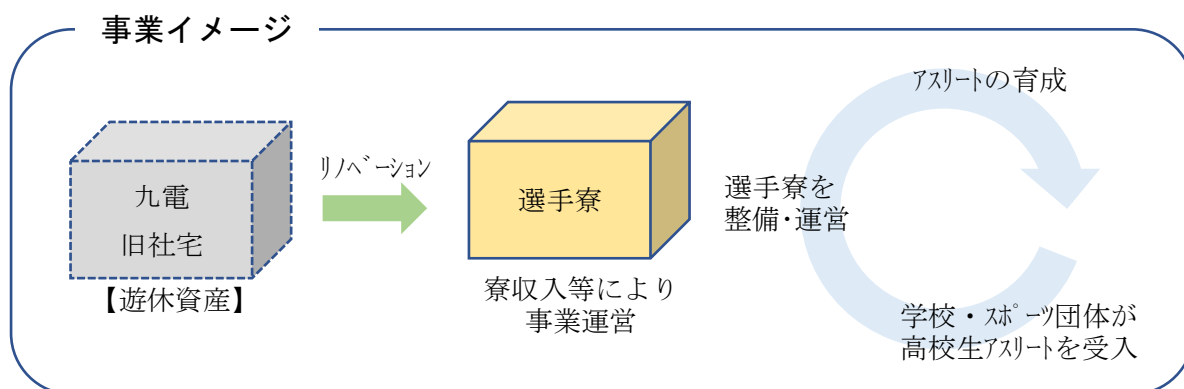 事業イメージ
九電
旧社宅
【遊休資産】
ﾘﾉﾍﾞｰｼｮﾝ
選手寮
寮収入等により
事業運営
ｱｽﾘｰﾄの育成
選手寮を
整備･運営
学校・ｽﾎﾟｰﾂ団体が
高校生ｱｽﾘｰﾄを受入